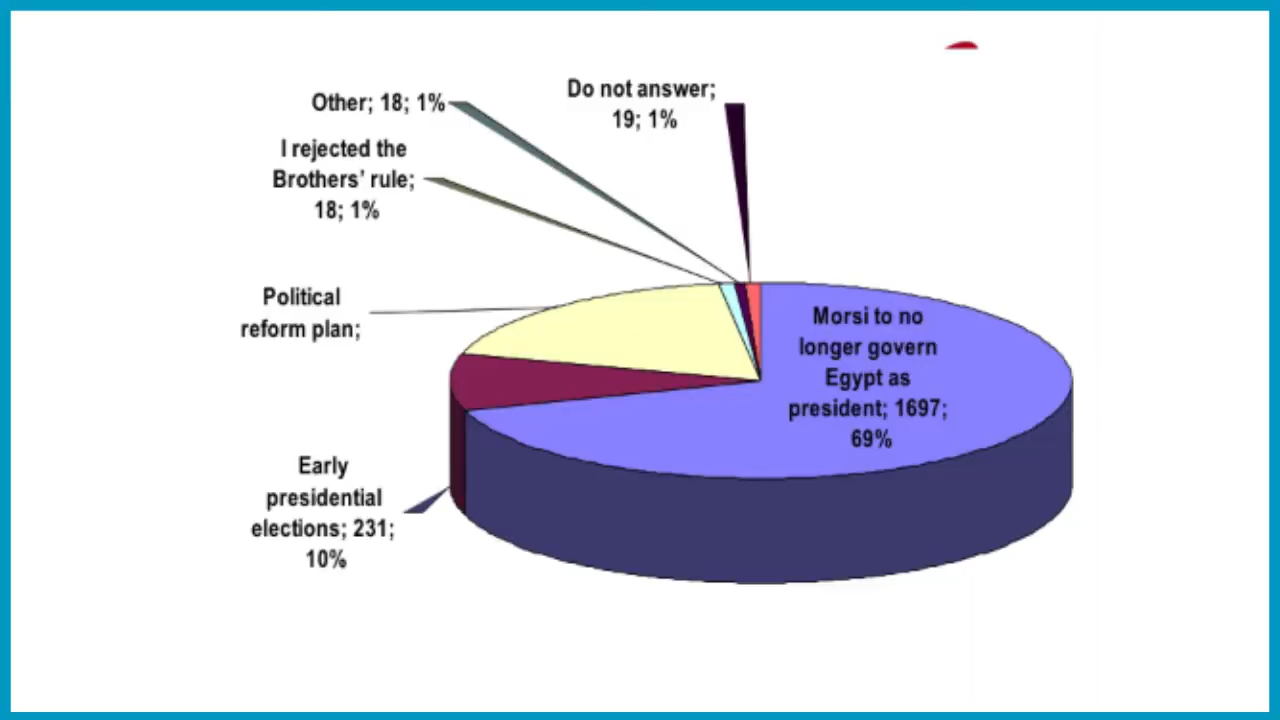 Other; 18; 1%
Do not answer;
19; 1%
I rejected the
Brothers’ rule;
18; 1%
Political
reform plan;
Morsi to no
longer govern
Egypt as
president; 1697;
69%
Early
presidential
elections; 231;
10%